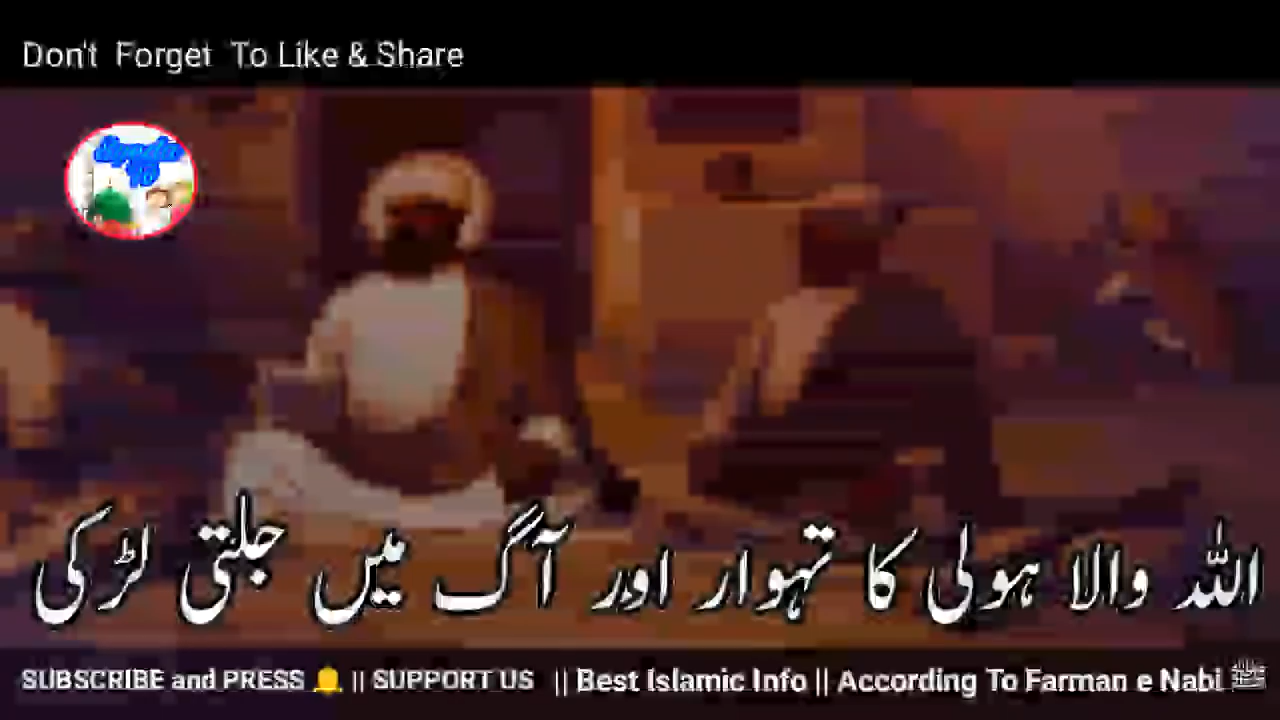 Don't Forget To Like & Share
اللہ والا ہولی کا تہوار اور آگ میں جلتی لڑکی
SUBSCRIBE and PRESS 🔔 || SUPPORT US || Best Islamic Info || According To Farman e Nabi ﷺ